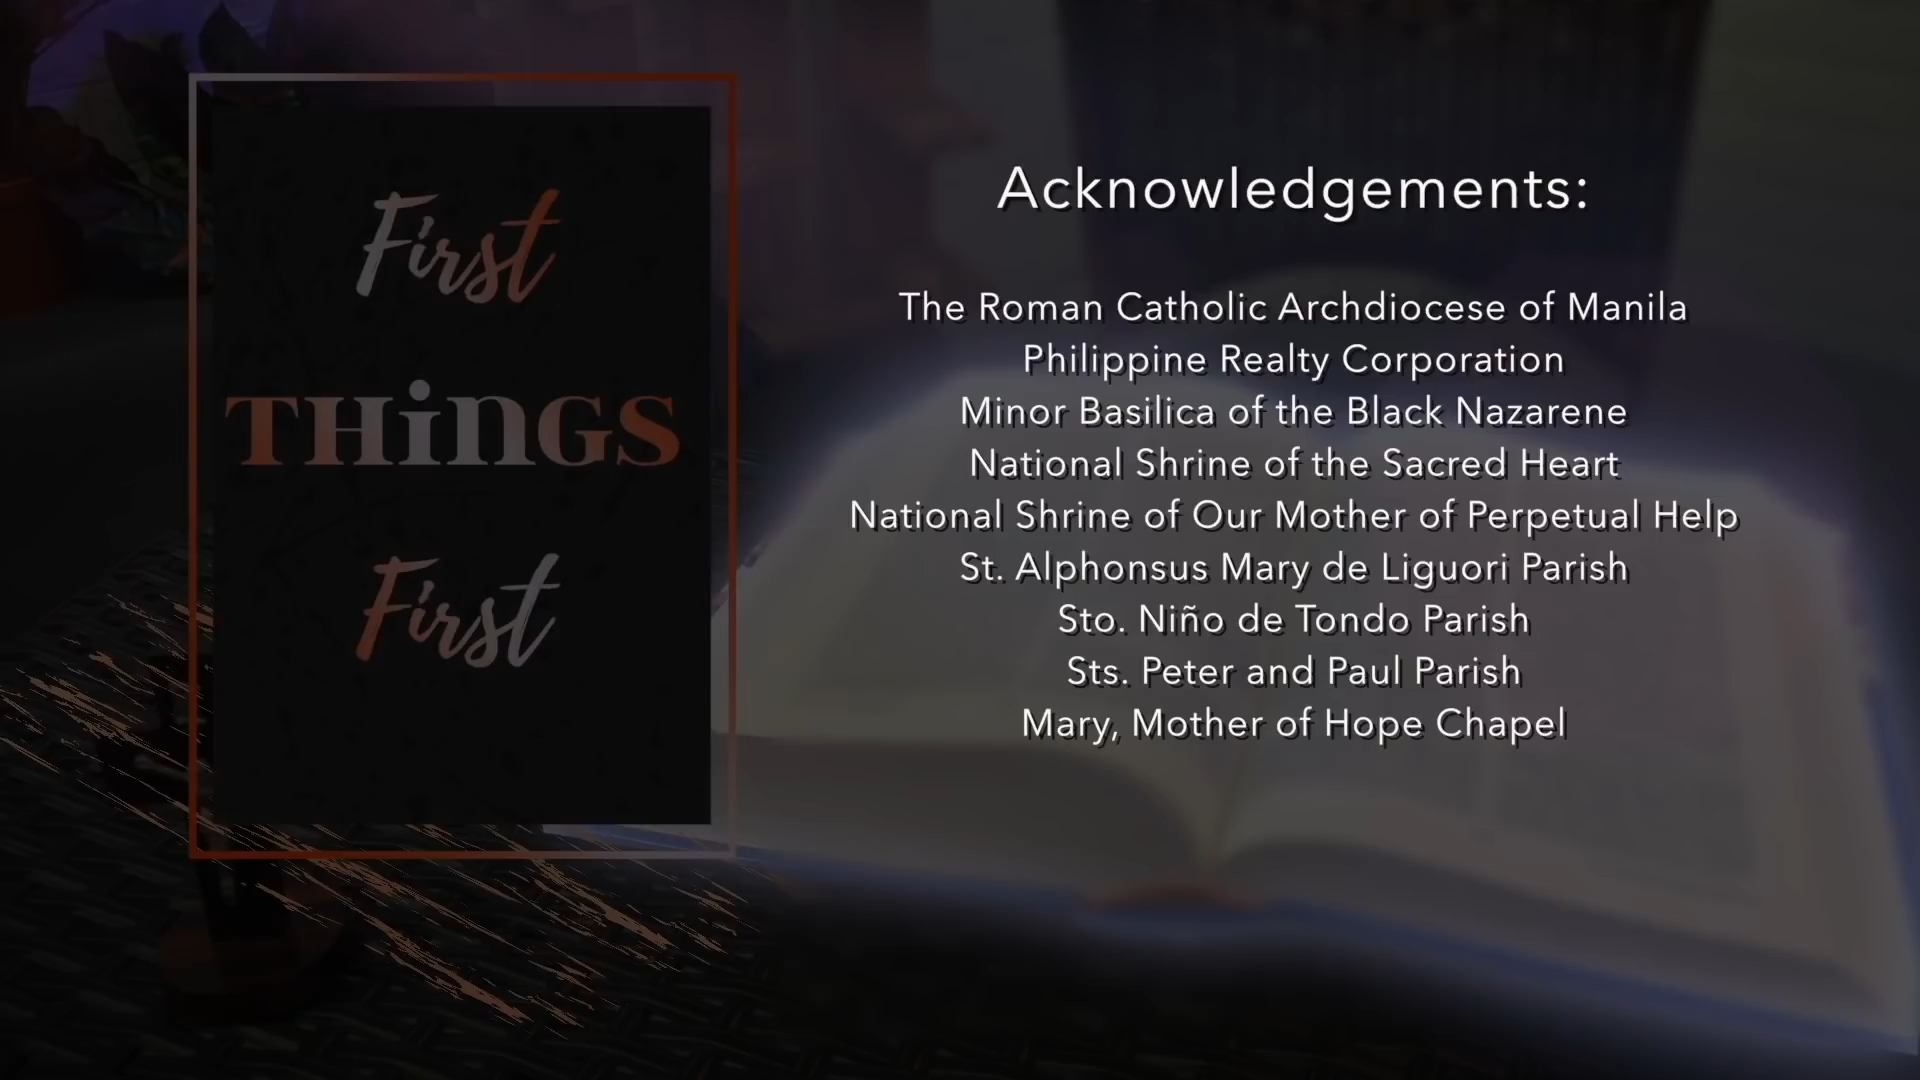 First
THiNGS
First
Acknowledgements:
The Roman Catholic Archdiocese of Manila
Philippine Realty Corporation
Minor Basilica of the Black Nazarene
National Shrine of the Sacred Heart
National Shrine of Our Mother of Perpetual Help
St. Alphonsus Mary de Liguori Parish
Sto. Niño de Tondo Parish
Sts. Peter and Paul Parish
Mary, Mother of Hope Chapel